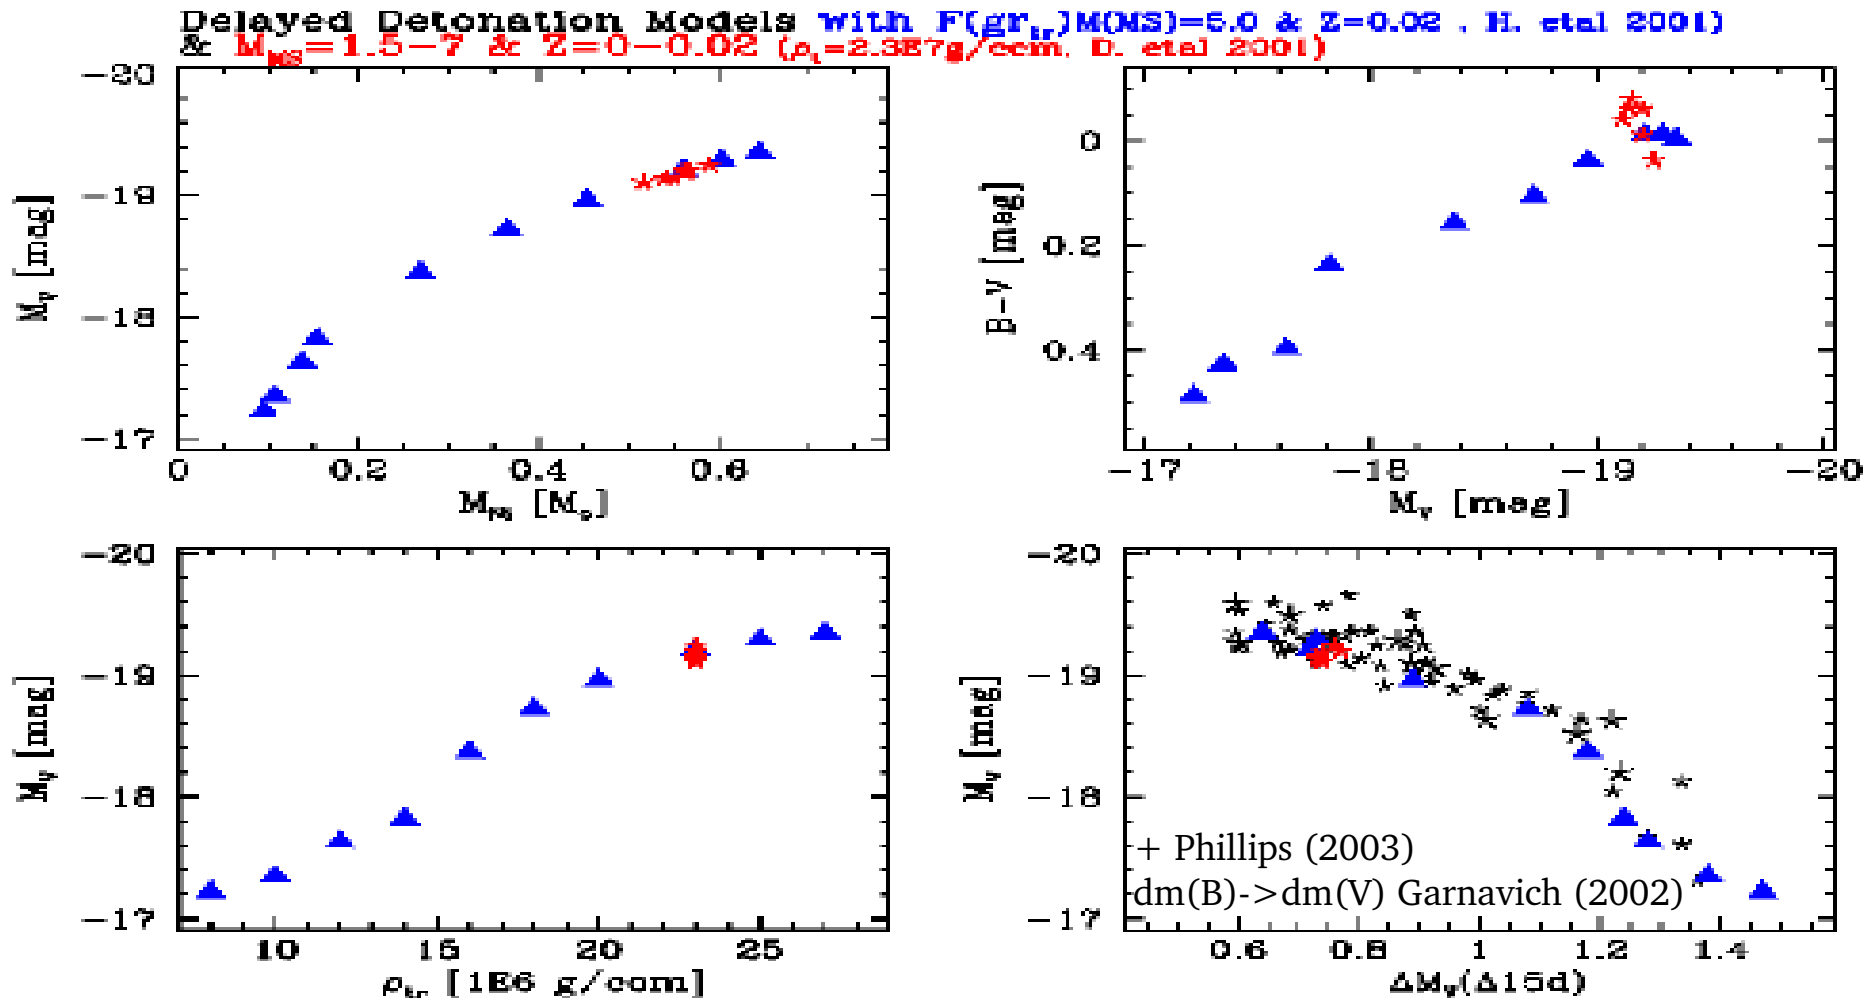 Delayed Detonation Models with F(gr_tr)M(MS)=5.0 & Z=0.02 , H. etal 2001)
& M_MS=1.5-7 & Z=0-0.02 (ρ_t=2.3E7g/ccm, D. etal 2001)
-20
-19
-18
-17
M_V [mag]
0 0.2 0.4 0.6
M_Ni [M_o]
0
0.2
0.4
B-V [mag]
-17 -18 -19 -20
M_V [mag]
-20
-19
-18
-17
M_V [mag]
10 15 20 25
ρ_tr [1E6 g/ccm]
-20
-19
-18
-17
M_V [mag]
+ Phillips (2003)
dm(B)->dm(V) Garnavich (2002)
0.6 0.8 1 1.2 1.4
ΔM_V(Δ15d)